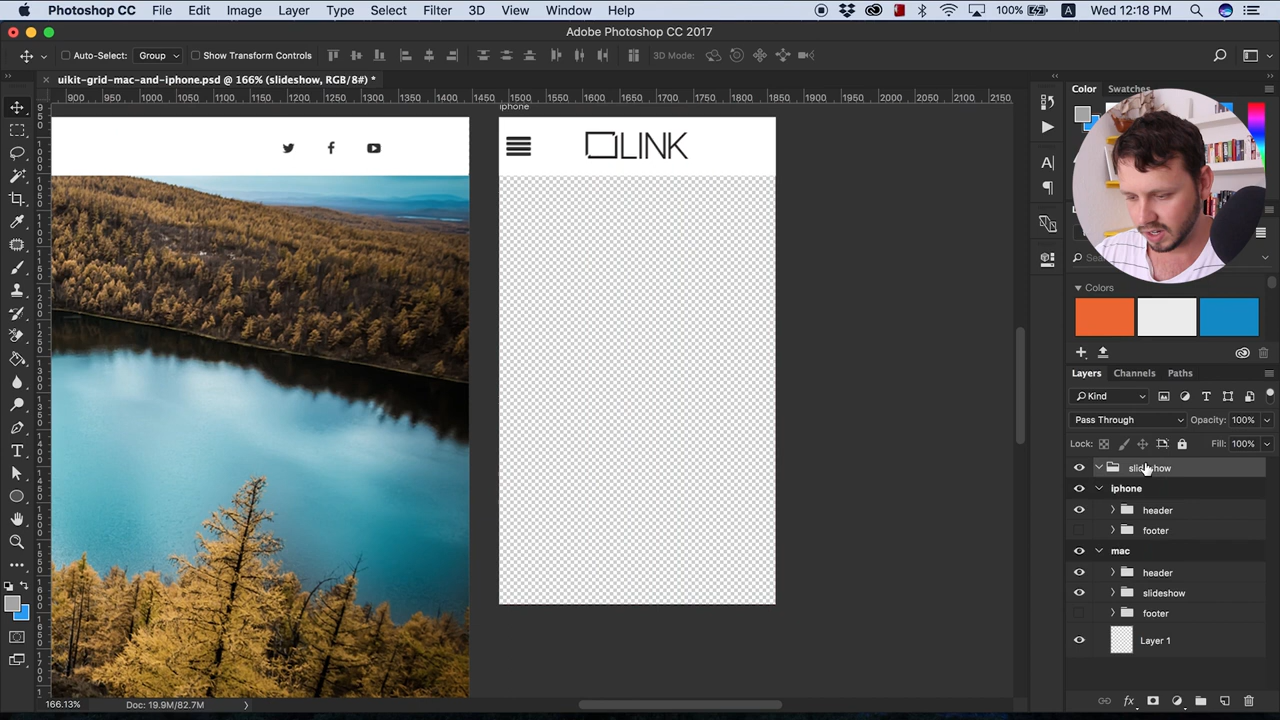 Photoshop CC File Edit Image Layer Type Select Filter 3D View Window Help 100% A Wed 12:18 PM
Adobe Photoshop CC 2017
Auto-Select: Group Show Transform Controls 3D Mode:
× uikit-grid-mac-and-iphone.psd @ 166% (slideshow, RGB/8#) *
Color Swatches
900 950 1000 1050 1100 1150 1200 1250 1300 1350 1400 1450 1500 1550 1600 1650 1700 1750 1800 1850 1900 1950 2000 2050 2100 2150
iphone
LINK
Colors
Layers Channels Paths
Kind
Pass Through Opacity: 100%
Lock: Fill: 100%
slideshow
iphone
header
footer
mac
header
slideshow
footer
Layer 1
166.13% Doc: 19.9M/82.7M
fx